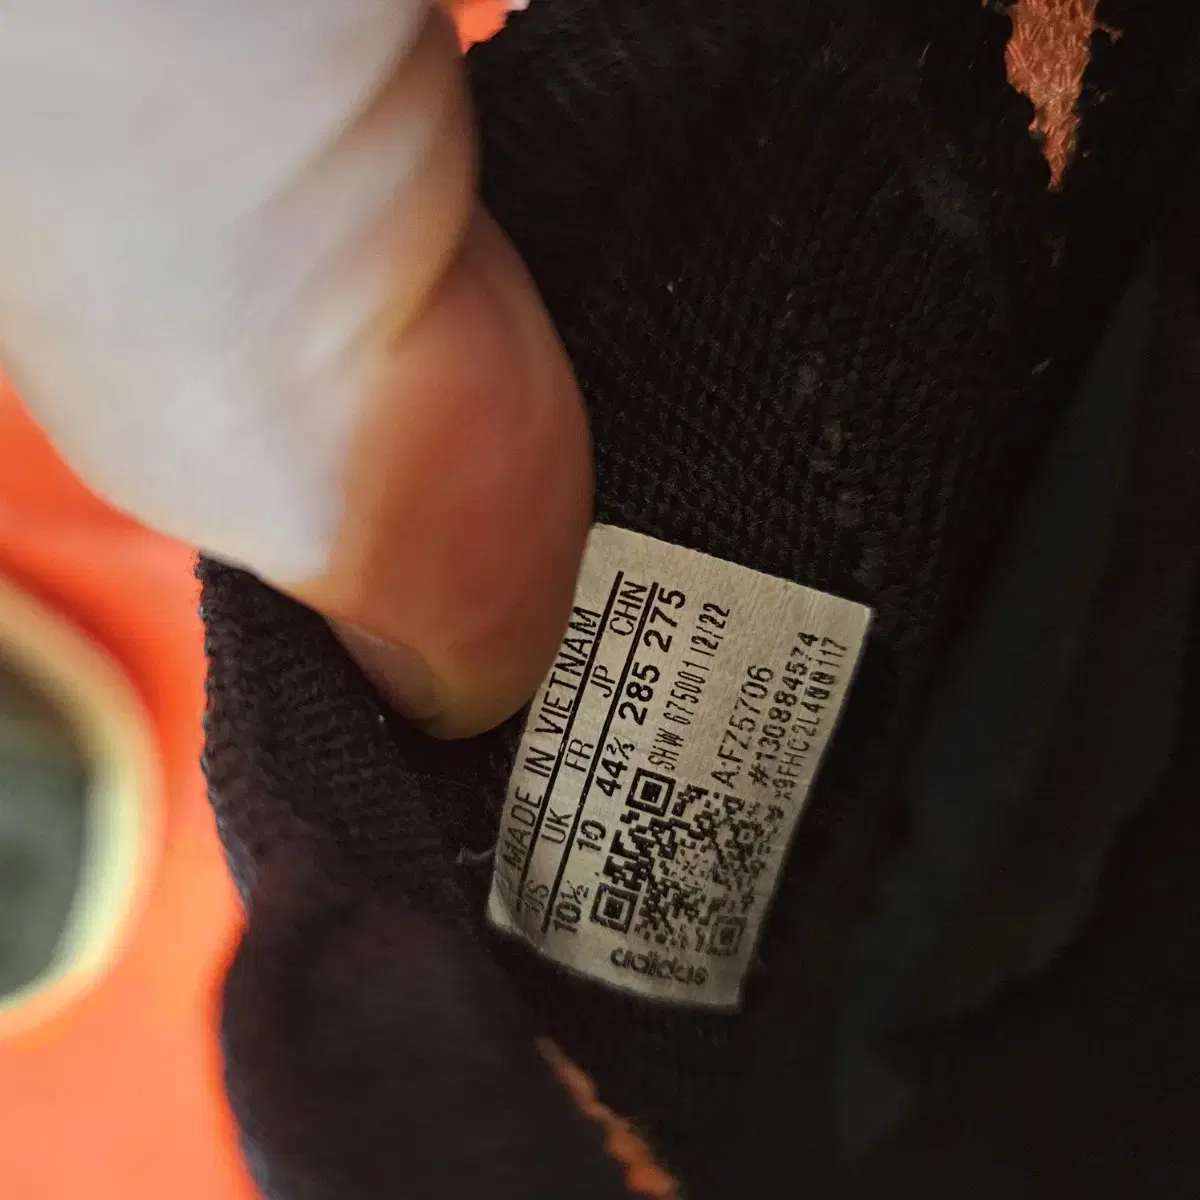 MADE IN VIETNAM
US UK FR JP CHN
10½ 10 44⅔ 285 275
SHW 675001 12/22
A.FZ5706
#130884574
adidas